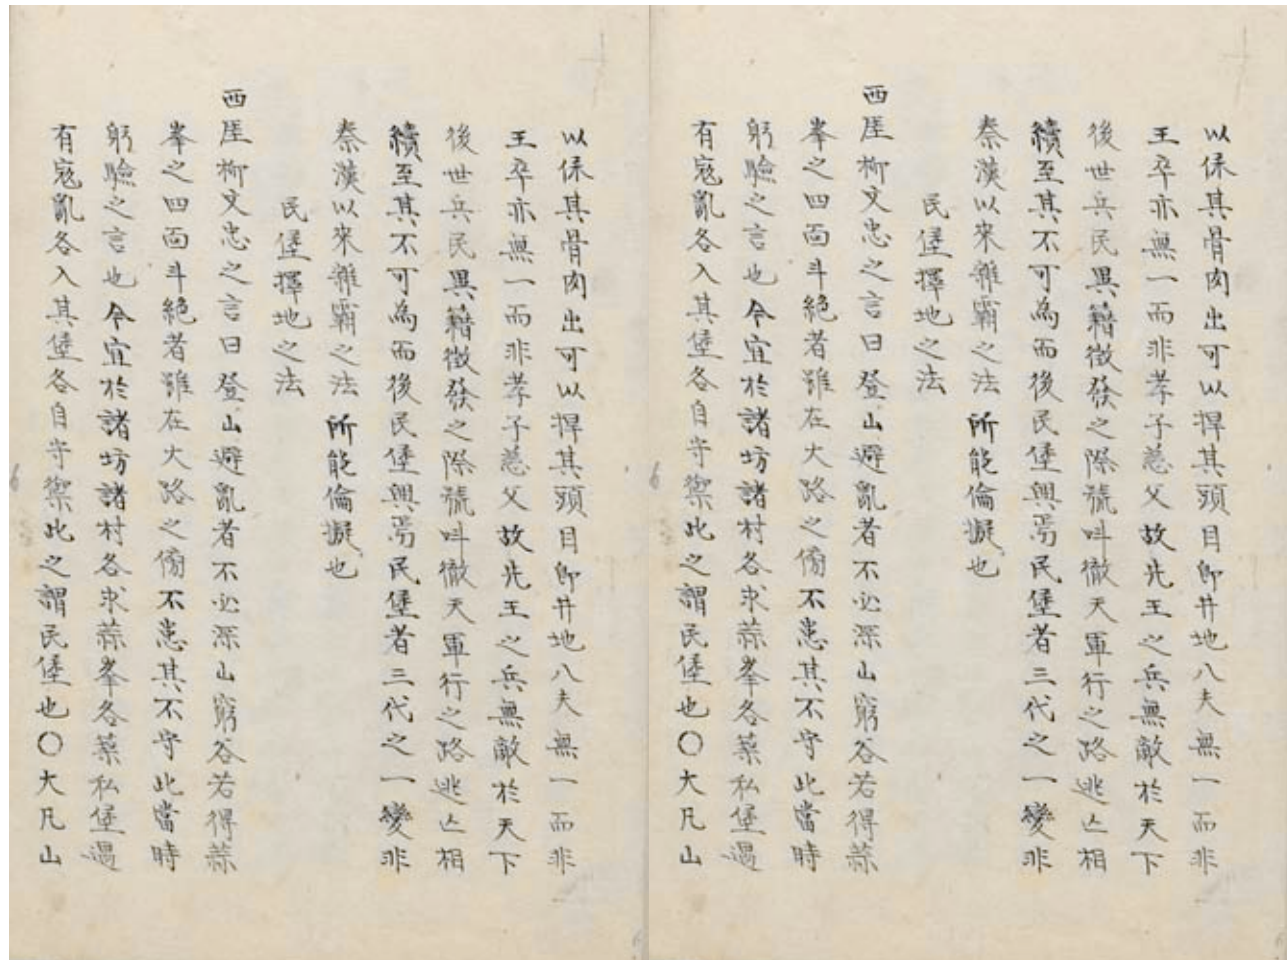 以保其骨肉出可以捍其頭目卽井地八夫無一而非
王卒亦無一而非孝子慈父故先王之兵無敵於天下
後世兵民異籍徵發之際號呌徹天軍行之路逃亾相
續至其不可為而後民堡興焉民堡者三代之一變非
秦漢以來雜霸之法所能倫擬也
民堡擇地之法
西厓柳文忠之言曰登山避亂者不必深山窮谷若得蒜
峯之四面斗絕者雖在大路之傍不患其不守此當時
躬驗之言也今宜於諸坊諸村各求蒜峯各築私堡遇
有寇亂各入其堡各自守禦此之謂民堡也〇大凡山
以保其骨肉出可以捍其頭目卽井地八夫無一而非
王卒亦無一而非孝子慈父故先王之兵無敵於天下
後世兵民異籍徵發之際號呌徹天軍行之路逃亾相
續至其不可為而後民堡興焉民堡者三代之一變非
秦漢以來雜霸之法所能倫擬也
民堡擇地之法
西厓柳文忠之言曰登山避亂者不必深山窮谷若得蒜
峯之四面斗絕者雖在大路之傍不患其不守此當時
躬驗之言也今宜於諸坊諸村各求蒜峯各築私堡遇
有寇亂各入其堡各自守禦此之謂民堡也〇大凡山